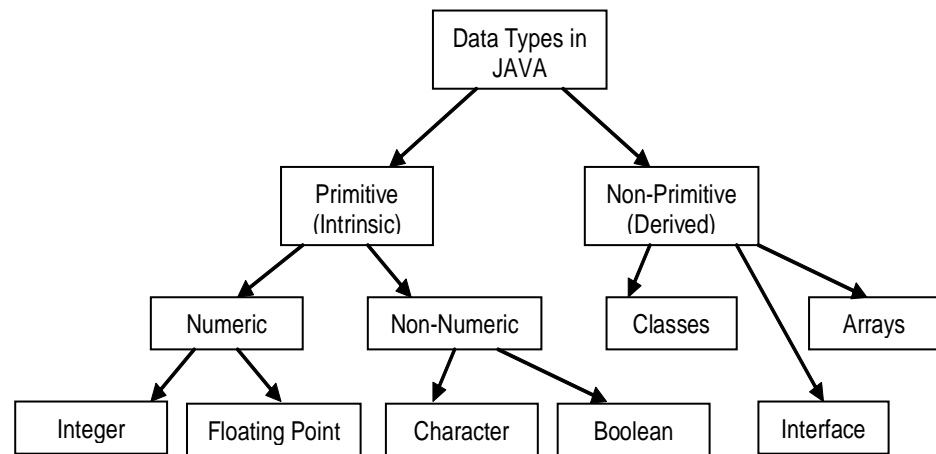 Data Types in
JAVA
Primitive
(Intrinsic)
Non-Primitive
(Derived)
Numeric
Non-Numeric
Classes
Arrays
Integer
Floating Point
Character
Boolean
Interface